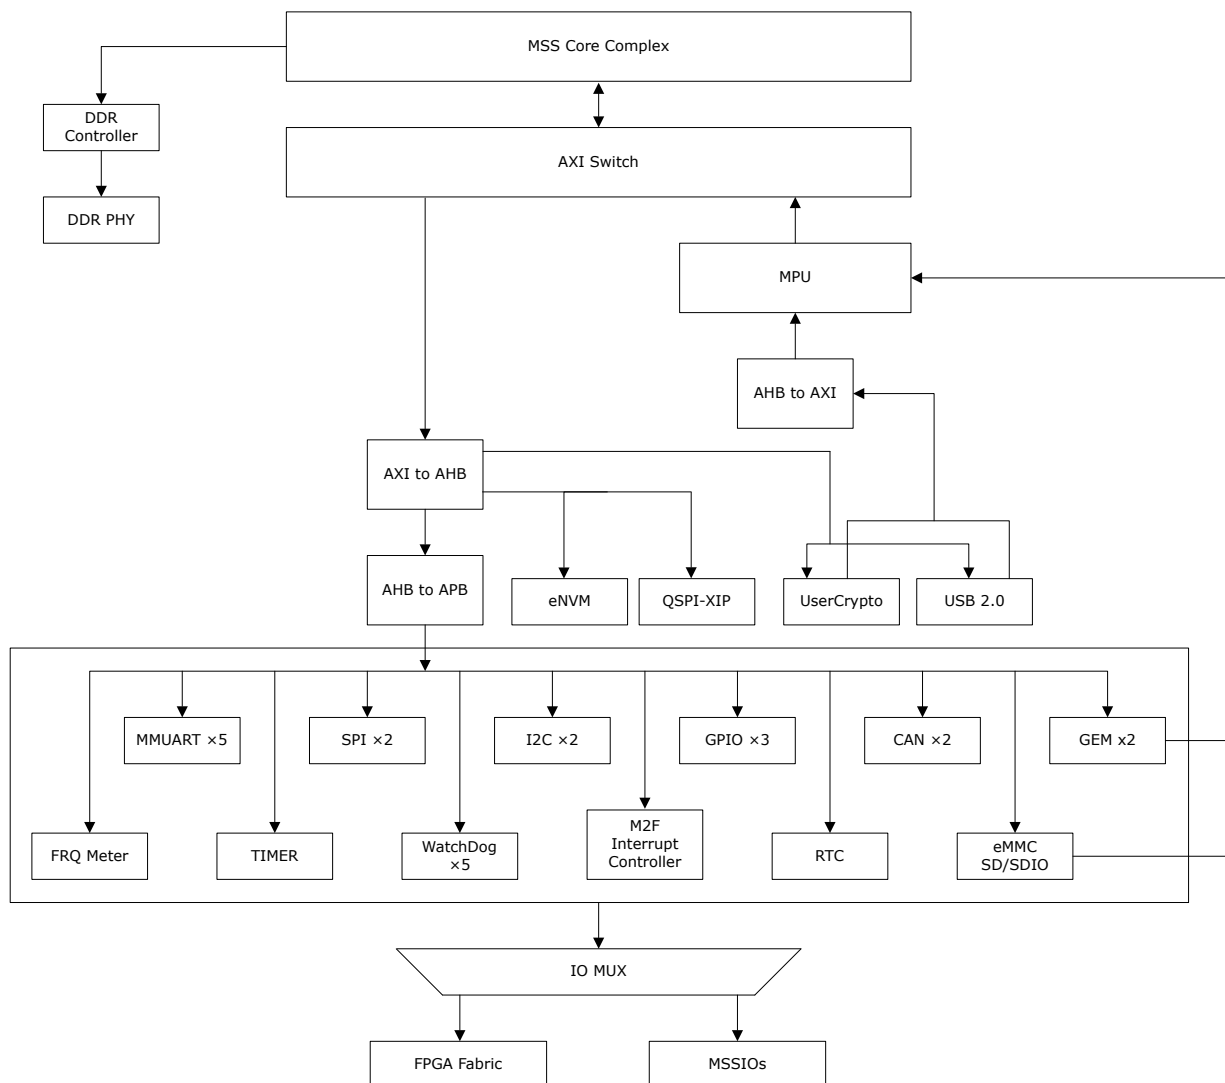 MSS Core Complex
DDR
Controller
AXI Switch
DDR PHY
MPU
AHB to AXI
AXI to AHB
AHB to APB
eNVM
QSPI-XIP
UserCrypto
USB 2.0
MMUART ×5
SPI ×2
I2C ×2
GPIO ×3
CAN ×2
GEM x2
FRQ Meter
TIMER
WatchDog
×5
M2F
Interrupt
Controller
RTC
eMMC
SD/SDIO
IO MUX
FPGA Fabric
MSSIOs